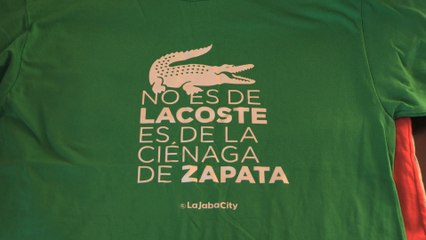 NO ES DE
LACOSTE
ES DE LA
CIÉNAGA
DE ZAPATA
©LaJabaCity